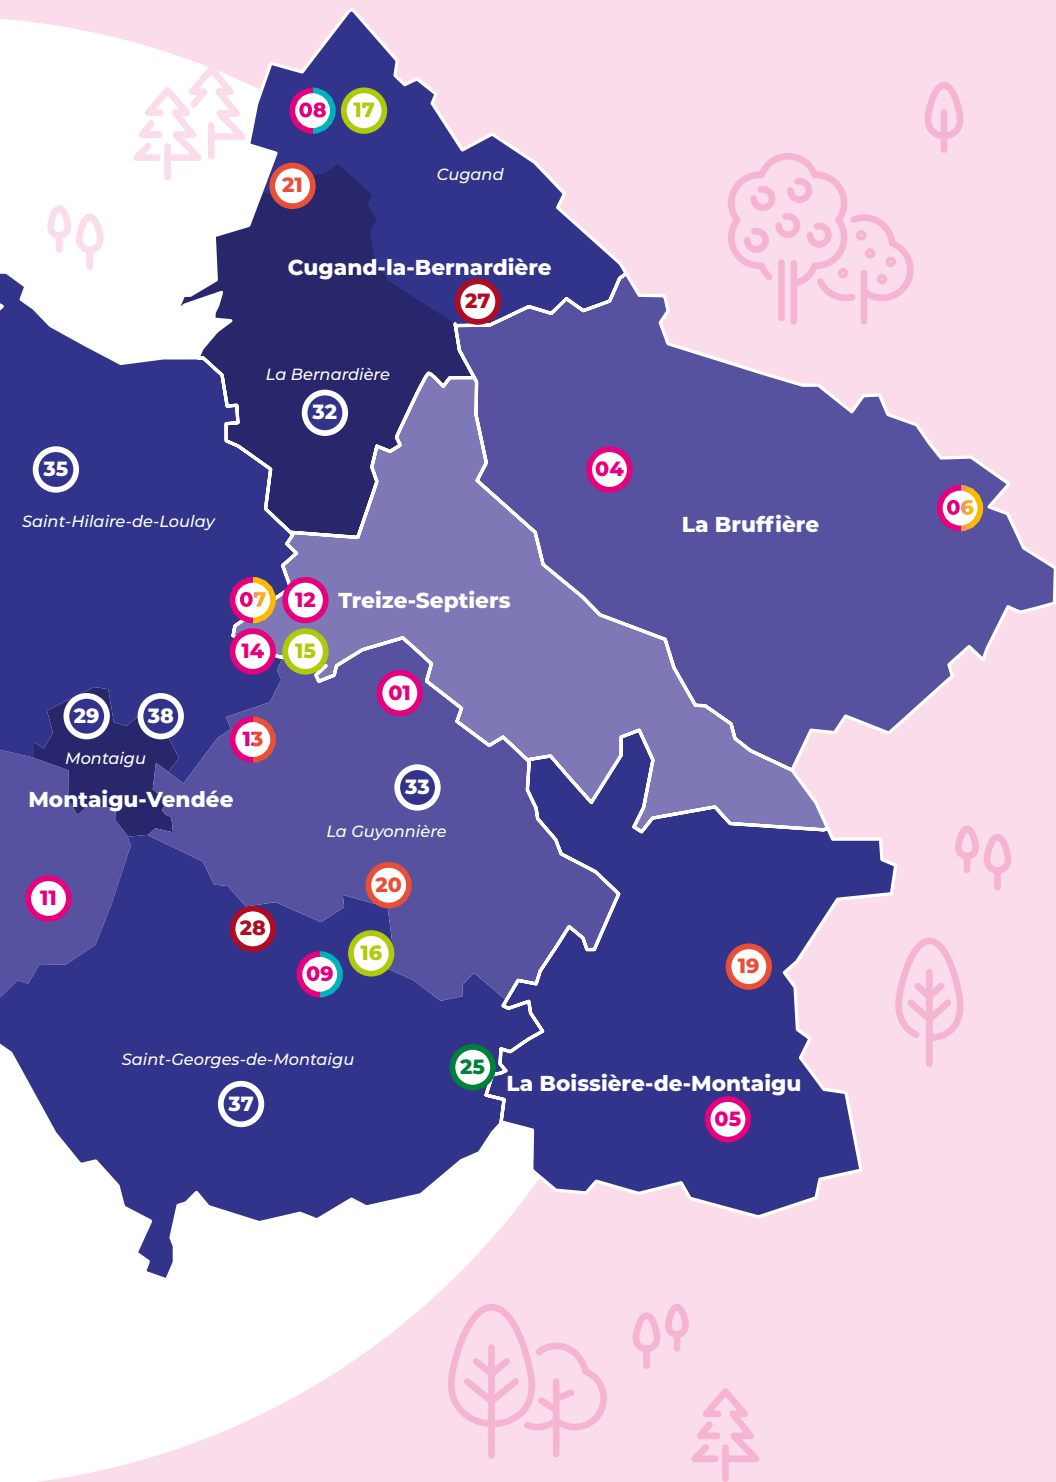 08 17
Cugand
21
Cugand-la-Bernardière
27
La Bernardière
32
35
04
06
Saint-Hilaire-de-Loulay
La Bruffière
07 12 Treize-Septiers
14 15
01
29 38
13
Montaigu
33
Montaigu-Vendée
La Guyonnière
20
11
28
16
19
09
Saint-Georges-de-Montaigu
25
La Boissière-de-Montaigu
37
05